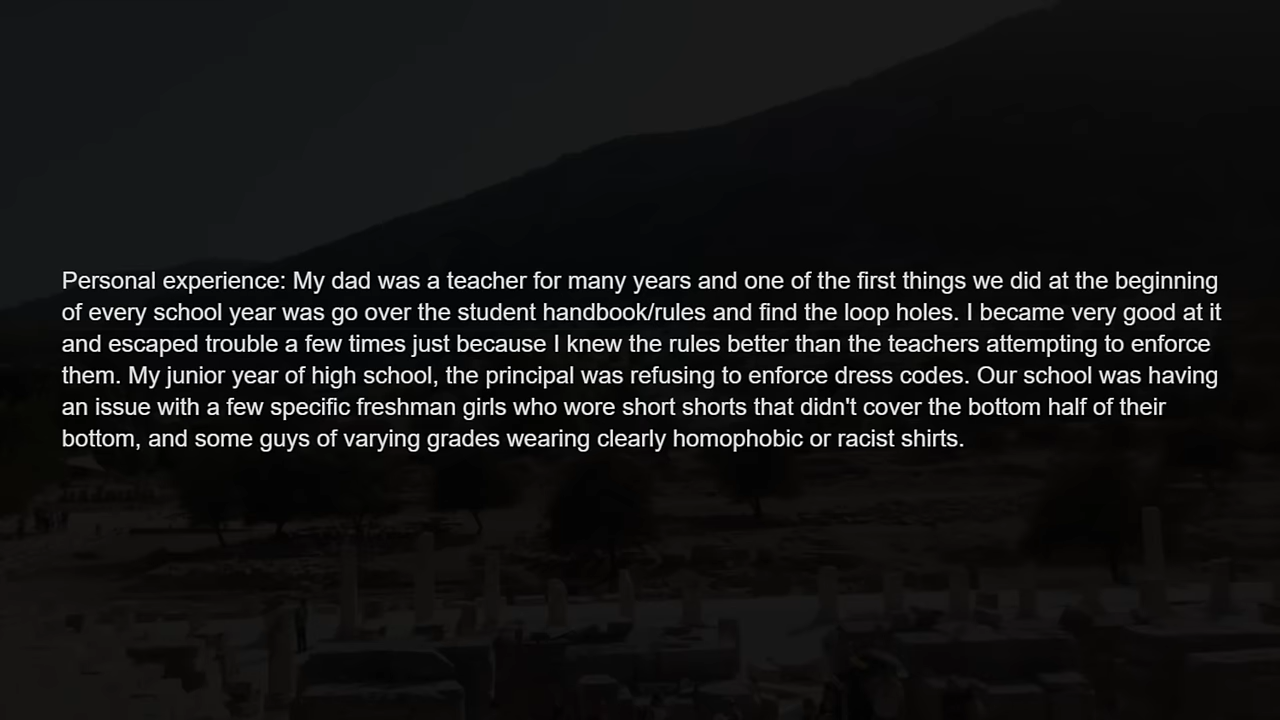 Personal experience: My dad was a teacher for many years and one of the first things we did at the beginning
of every school year was go over the student handbook/rules and find the loop holes. I became very good at it
and escaped trouble a few times just because I knew the rules better than the teachers attempting to enforce
them. My junior year of high school, the principal was refusing to enforce dress codes. Our school was having
an issue with a few specific freshman girls who wore short shorts that didn't cover the bottom half of their
bottom, and some guys of varying grades wearing clearly homophobic or racist shirts.